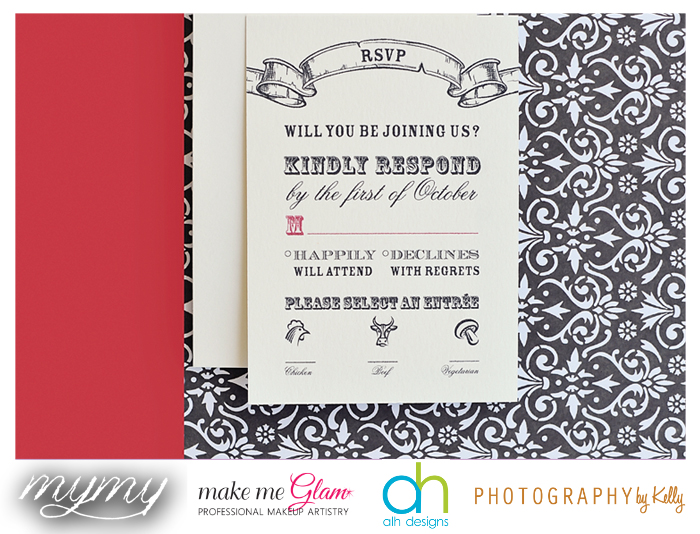 RSVP
WILL YOU BE JOINING US?
KINDLY RESPOND
by the first of October
M
HAPPILY DECLINES
WILL ATTEND WITH REGRETS
PLEASE SELECT AN ENTRÉE
Chicken Beef Vegetarian
mymy
make me Glam
PROFESSIONAL MAKEUP ARTISTRY
ah
alh designs
PHOTOGRAPHY by Kelly